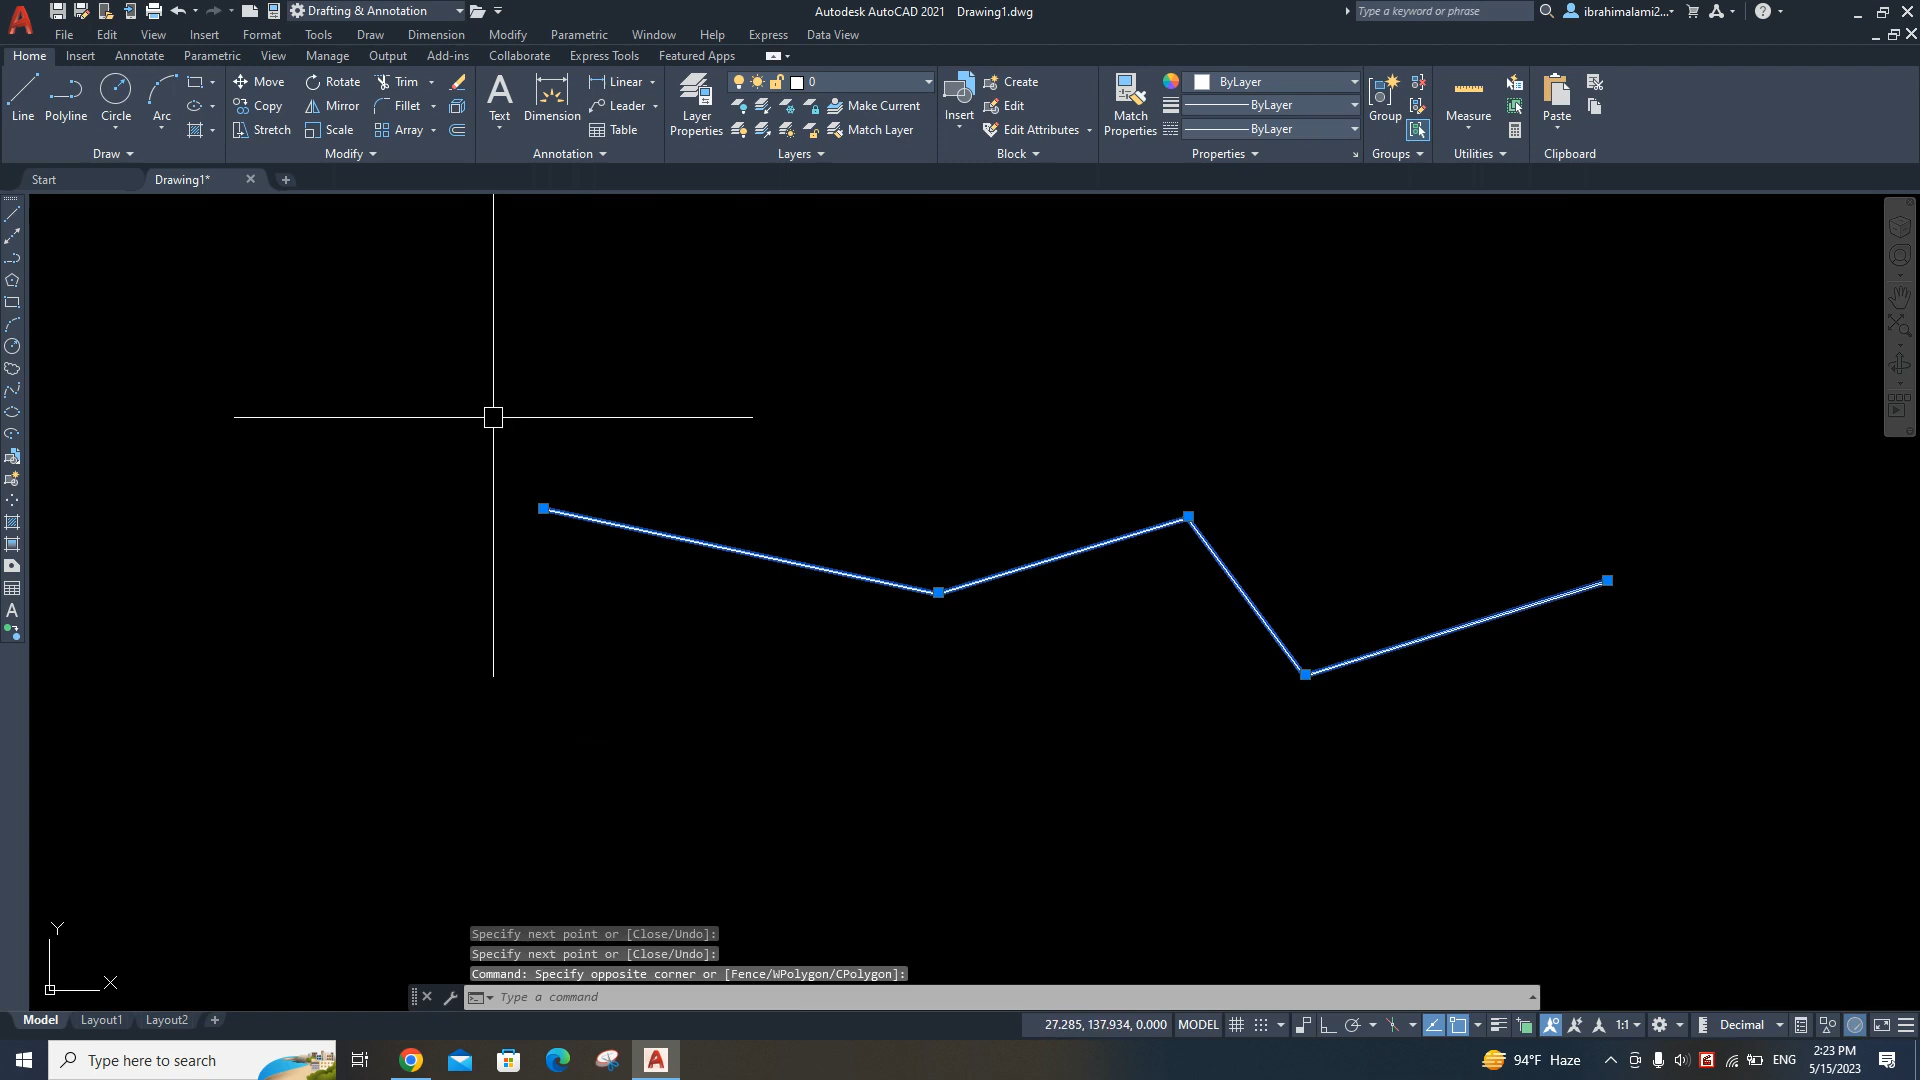 Drafting & Annotation
Autodesk AutoCAD 2021 Drawing1.dwg
Type a keyword or phrase
ibrahimalami2...
File Edit View Insert Format Tools Draw Dimension Modify Parametric Window Help Express Data View
Home Insert Annotate Parametric View Manage Output Add-ins Collaborate Express Tools Featured Apps
Line
Polyline
Circle
Arc
Draw
Move Rotate Trim
Copy Mirror Fillet
Stretch Scale Array
Modify
Text
Dimension
Linear
Leader
Table
Annotation
Layer
Properties
0
Make Current
Match Layer
Layers
Insert
Create
Edit
Edit Attributes
Block
Match
Properties
ByLayer
ByLayer
ByLayer
Properties
Group
Groups
Measure
Utilities
Paste
Clipboard
Start
Drawing1*
Y
X
Specify next point or [Close/Undo]:
Specify next point or [Close/Undo]:
Command: Specify opposite corner or [Fence/WPolygon/CPolygon]:
Type a command
Model Layout1 Layout2
27.285, 137.934, 0.000 MODEL
1:1
Decimal
Type here to search
94°F Haze
ENG
2:23 PM
5/15/2023